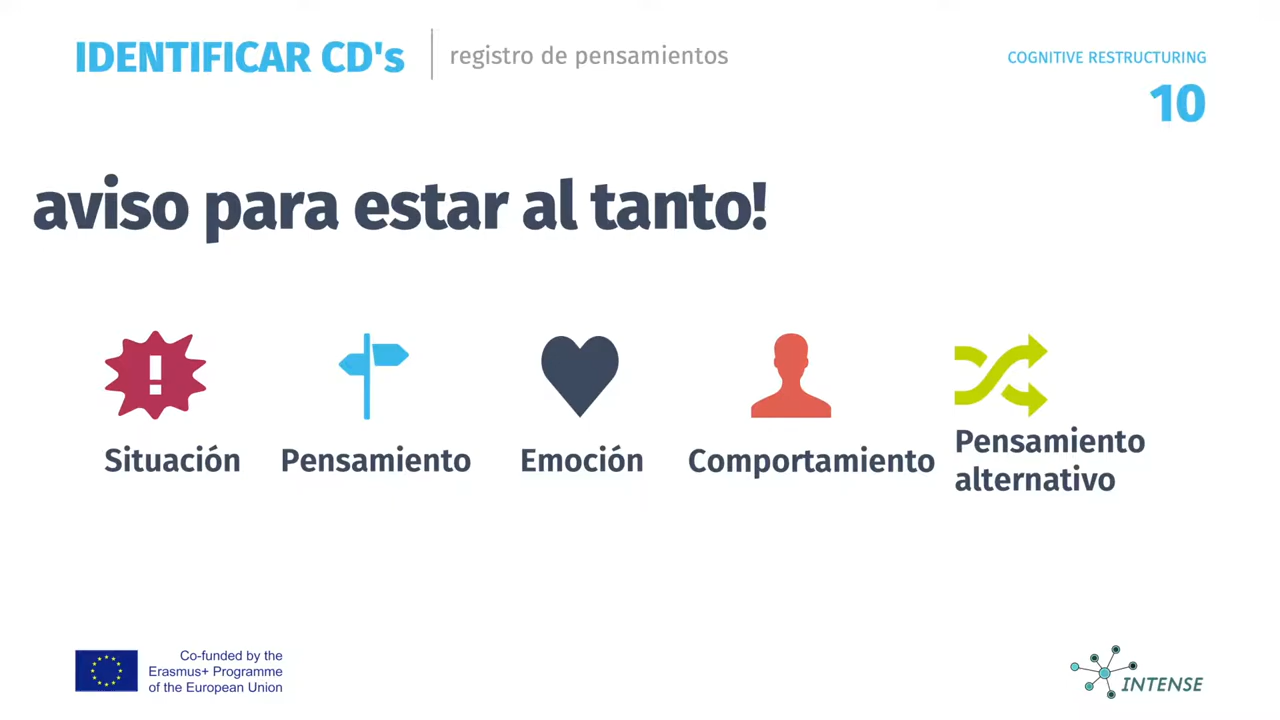 IDENTIFICAR CD's
registro de pensamientos
COGNITIVE RESTRUCTURING
10
aviso para estar al tanto!
Situación
Pensamiento
Emoción
Comportamiento
Pensamiento
alternativo
Co-funded by the
Erasmus+ Programme
of the European Union
INTENSE